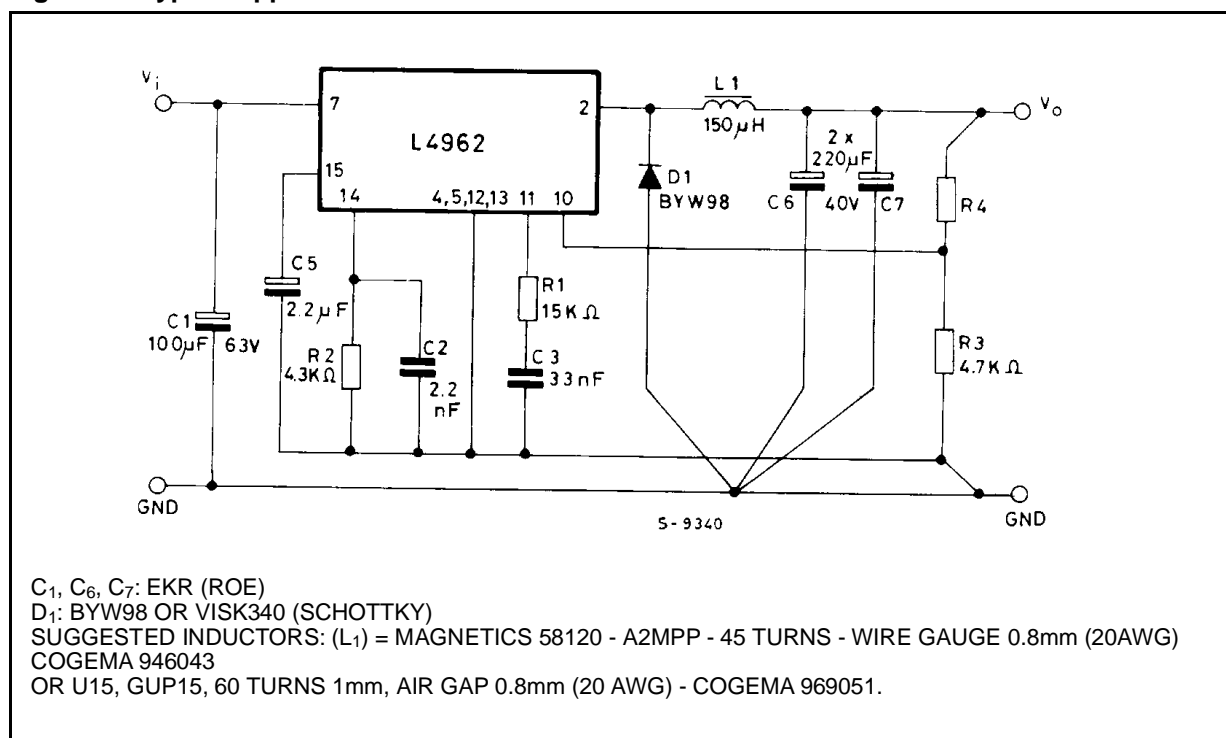 Vi
7
2
L1
150µH
Vo
L4962
15
14
4,5,12,13
11
10
D1
BYW98
2x
220µF
C6
40V
C7
R4
C5
2.2µF
R1
15KΩ
C1
100µF
63V
R2
4.3KΩ
C2
2.2
nF
C3
33nF
R3
4.7KΩ
GND
GND
S-9340
C1, C6, C7: EKR (ROE)
D1: BYW98 OR VISK340 (SCHOTTKY)
SUGGESTED INDUCTORS: (L1) = MAGNETICS 58120 - A2MPP - 45 TURNS - WIRE GAUGE 0.8mm (20AWG)
COGEMA 946043
OR U15, GUP15, 60 TURNS 1mm, AIR GAP 0.8mm (20 AWG) - COGEMA 969051.